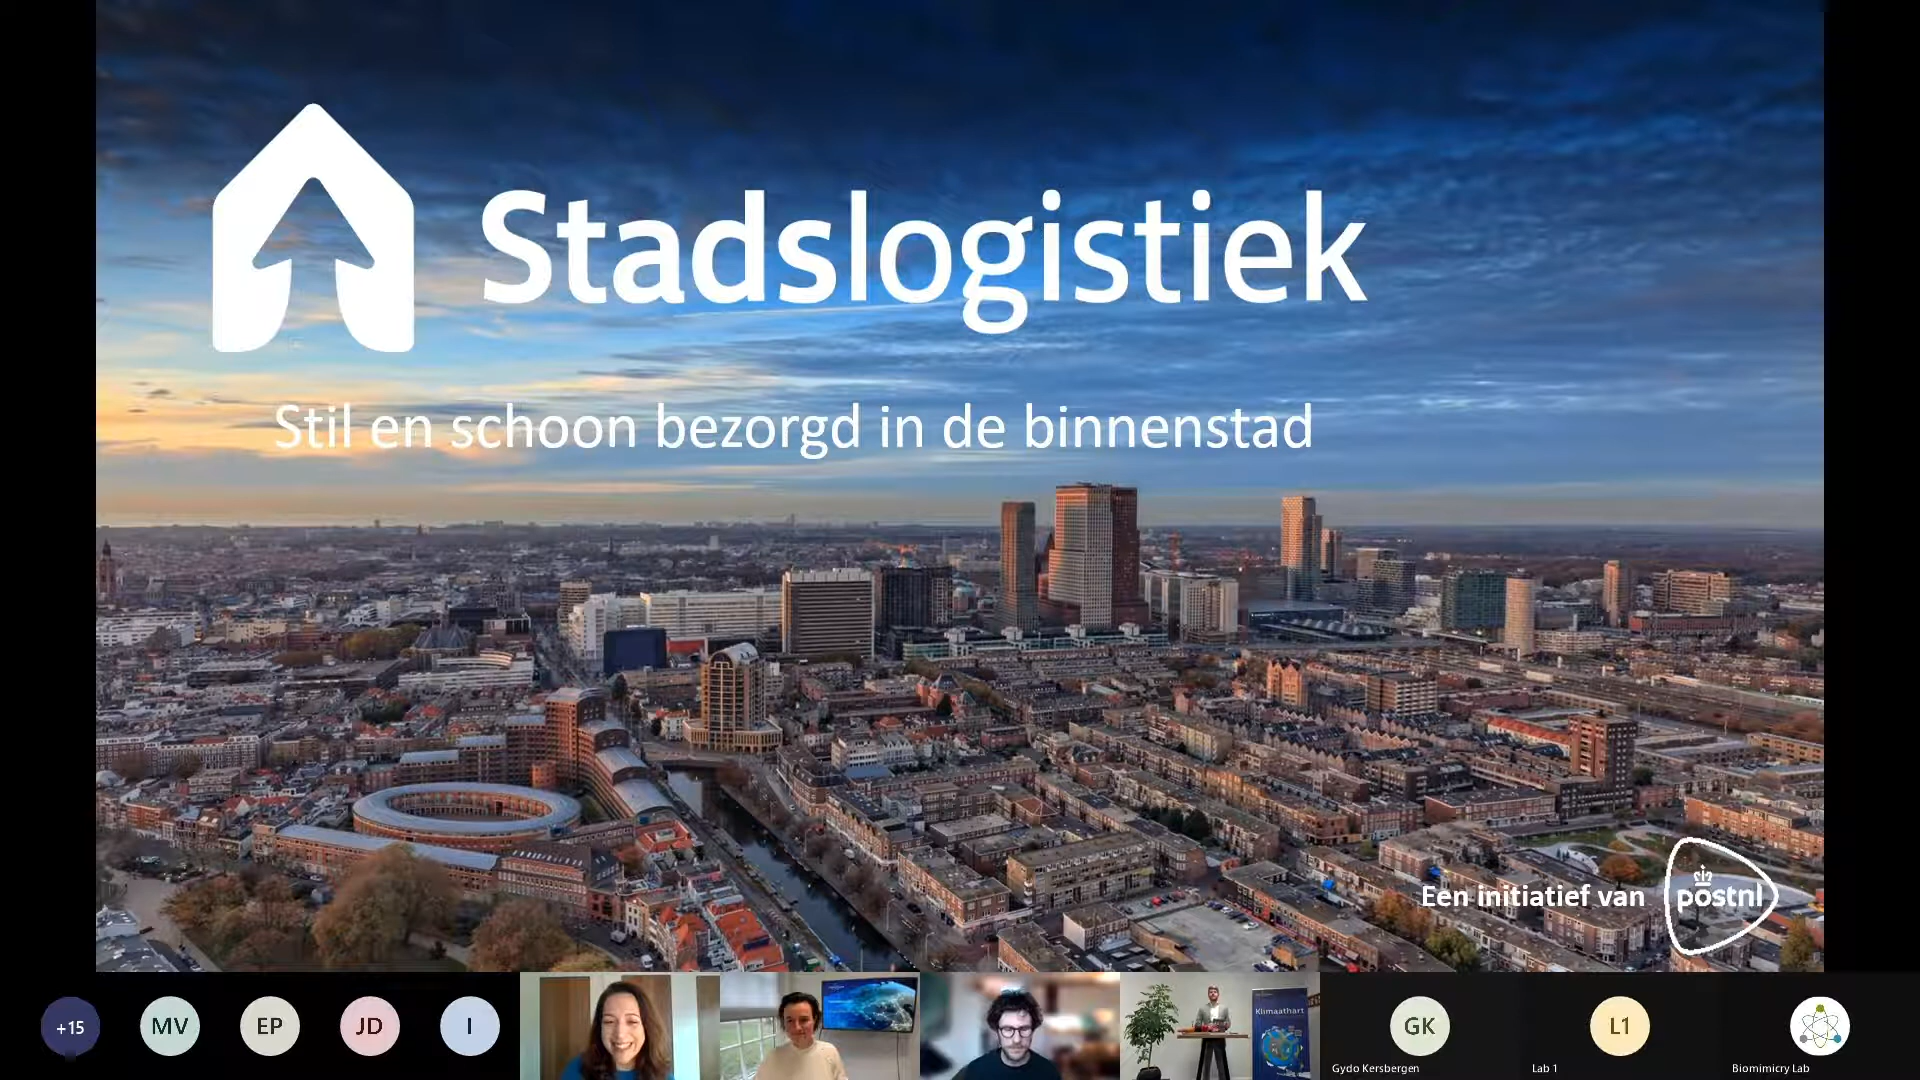 Stadslogistiek
Stil en schoon bezorgd in de binnenstad
Een initiatief van
postnl
+15
MV
EP
JD
I
Klimaathart
GK
Gydo Kersbergen
L1
Lab 1
Biomimicry Lab